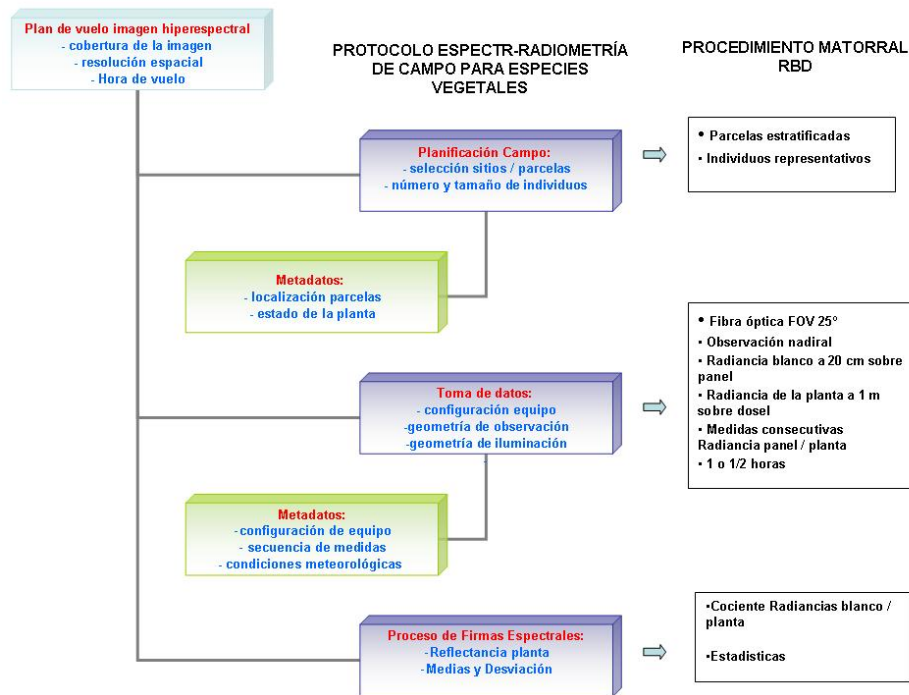 Plan de vuelo imagen hiperespectral
- cobertura de la imagen
- resolución espacial
- Hora de vuelo
PROTOCOLO ESPECTR-RADIOMETRÍA
DE CAMPO PARA ESPECIES
VEGETALES
PROCEDIMIENTO MATORRAL
RBD
Planificación Campo:
- selección sitios / parcelas
- número y tamaño de individuos
• Parcelas estratificadas
• Individuos representativos
Metadatos:
- localización parcelas
- estado de la planta
Toma de datos:
- configuración equipo
-geometría de observación
-geometría de iluminación
-
• Fibra óptica FOV 25°
• Observación nadiral
• Radiancia blanco a 20 cm sobre
panel
• Radiancia de la planta a 1 m
sobre dosel
• Medidas consecutivas
Radiancia panel / planta
• 1 o 1/2 horas
Metadatos:
-configuración de equipo
- secuencia de medidas
- condiciones meteorológicas
Proceso de Firmas Espectrales:
- Reflectancia planta
- Medias y Desviación
•Cociente Radiancias blanco /
planta
•Estadisticas